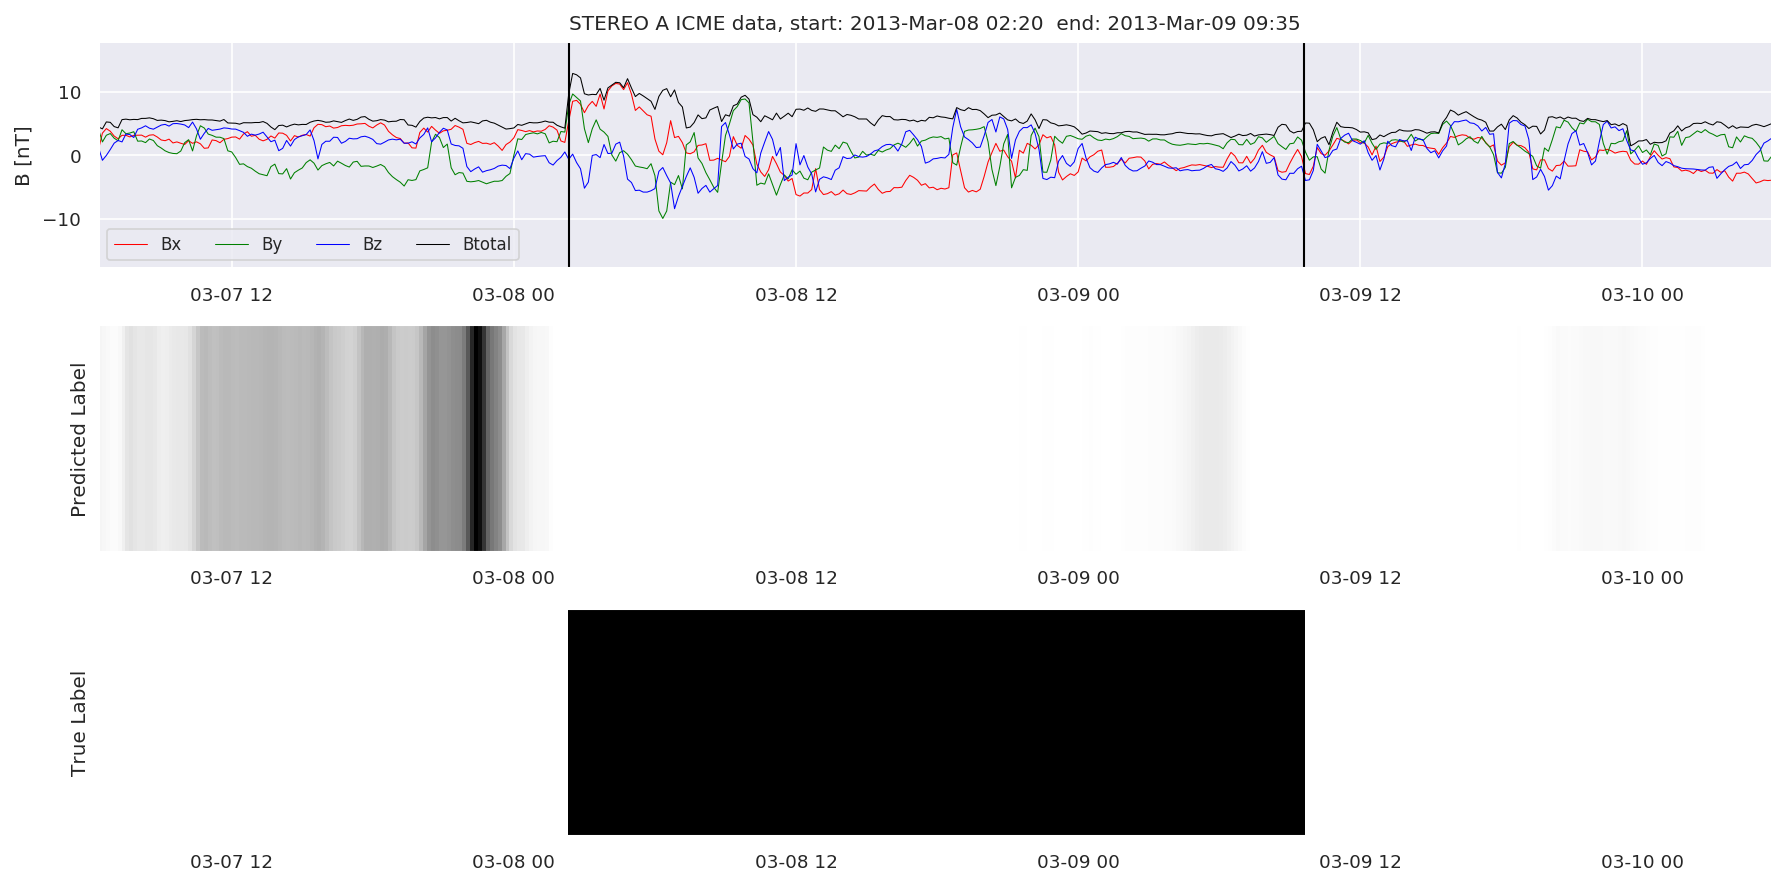 STEREO A ICME data, start: 2013-Mar-08 02:20  end: 2013-Mar-09 09:35
B [nT]
10
0
−10
Bx By Bz Btotal
03-07 12 03-08 00 03-08 12 03-09 00 03-09 12 03-10 00
Predicted Label
03-07 12 03-08 00 03-08 12 03-09 00 03-09 12 03-10 00
True Label
03-07 12 03-08 00 03-08 12 03-09 00 03-09 12 03-10 00